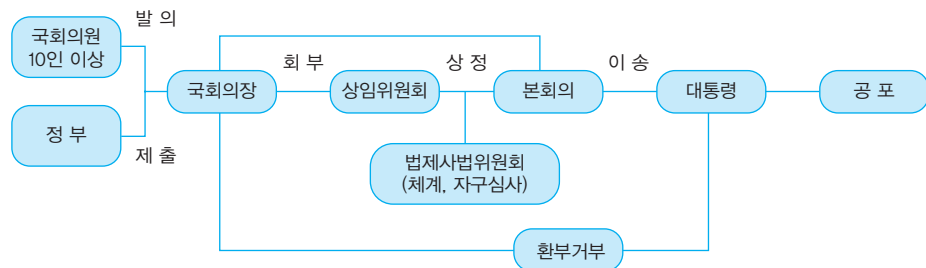 발 의
국회의원
10인 이상
정 부
제 출
국회의장
회 부
상임위원회
상 정
본회의
이 송
대통령
공 포
법제사법위원회
(체계, 자구심사)
환부거부